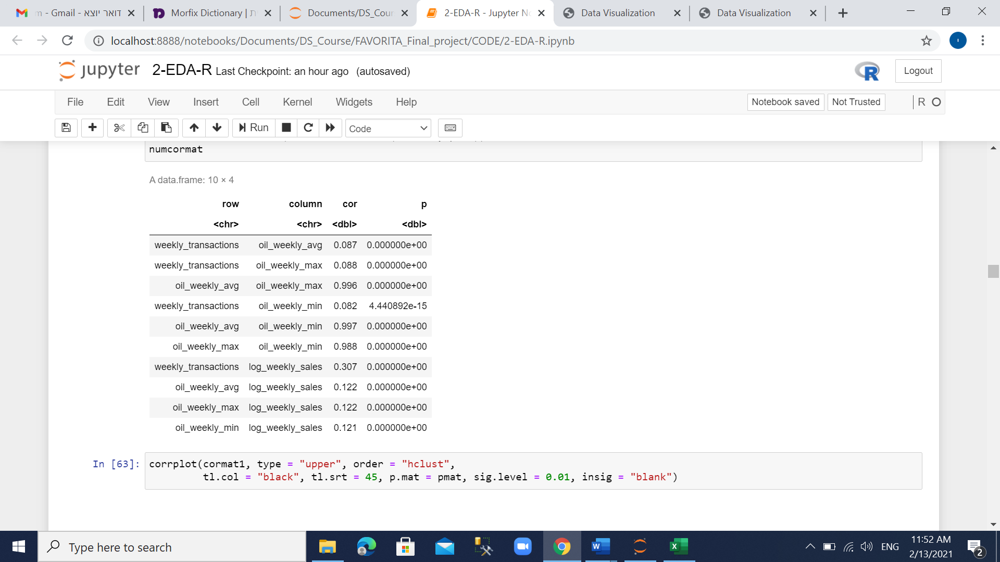 m - Gmail - דואר יוצא
Morfix Dictionary |
Documents/DS_Cour
2-EDA-R - Jupyter N
Data Visualization
Data Visualization
localhost:8888/notebooks/Documents/DS_Course/FAVORITA_Final_project/CODE/2-EDA-R.ipynb
jupyter 2-EDA-R Last Checkpoint: an hour ago (autosaved)
R
Logout
File Edit View Insert Cell Kernel Widgets Help
Notebook saved Not Trusted R
Run Code
numcormat
A data.frame: 10 × 4
row column cor p
<chr> <chr> <dbl> <dbl>
weekly_transactions oil_weekly_avg 0.087 0.000000e+00
weekly_transactions oil_weekly_max 0.088 0.000000e+00
oil_weekly_avg oil_weekly_max 0.996 0.000000e+00
weekly_transactions oil_weekly_min 0.082 4.440892e-15
oil_weekly_avg oil_weekly_min 0.997 0.000000e+00
oil_weekly_max oil_weekly_min 0.988 0.000000e+00
weekly_transactions log_weekly_sales 0.307 0.000000e+00
oil_weekly_avg log_weekly_sales 0.122 0.000000e+00
oil_weekly_max log_weekly_sales 0.122 0.000000e+00
oil_weekly_min log_weekly_sales 0.121 0.000000e+00
In [63]: corrplot(cormat1, type = "upper", order = "hclust",
tl.col = "black", tl.srt = 45, p.mat = pmat, sig.level = 0.01, insig = "blank")
Type here to search
ENG
11:52 AM
2/13/2021
2